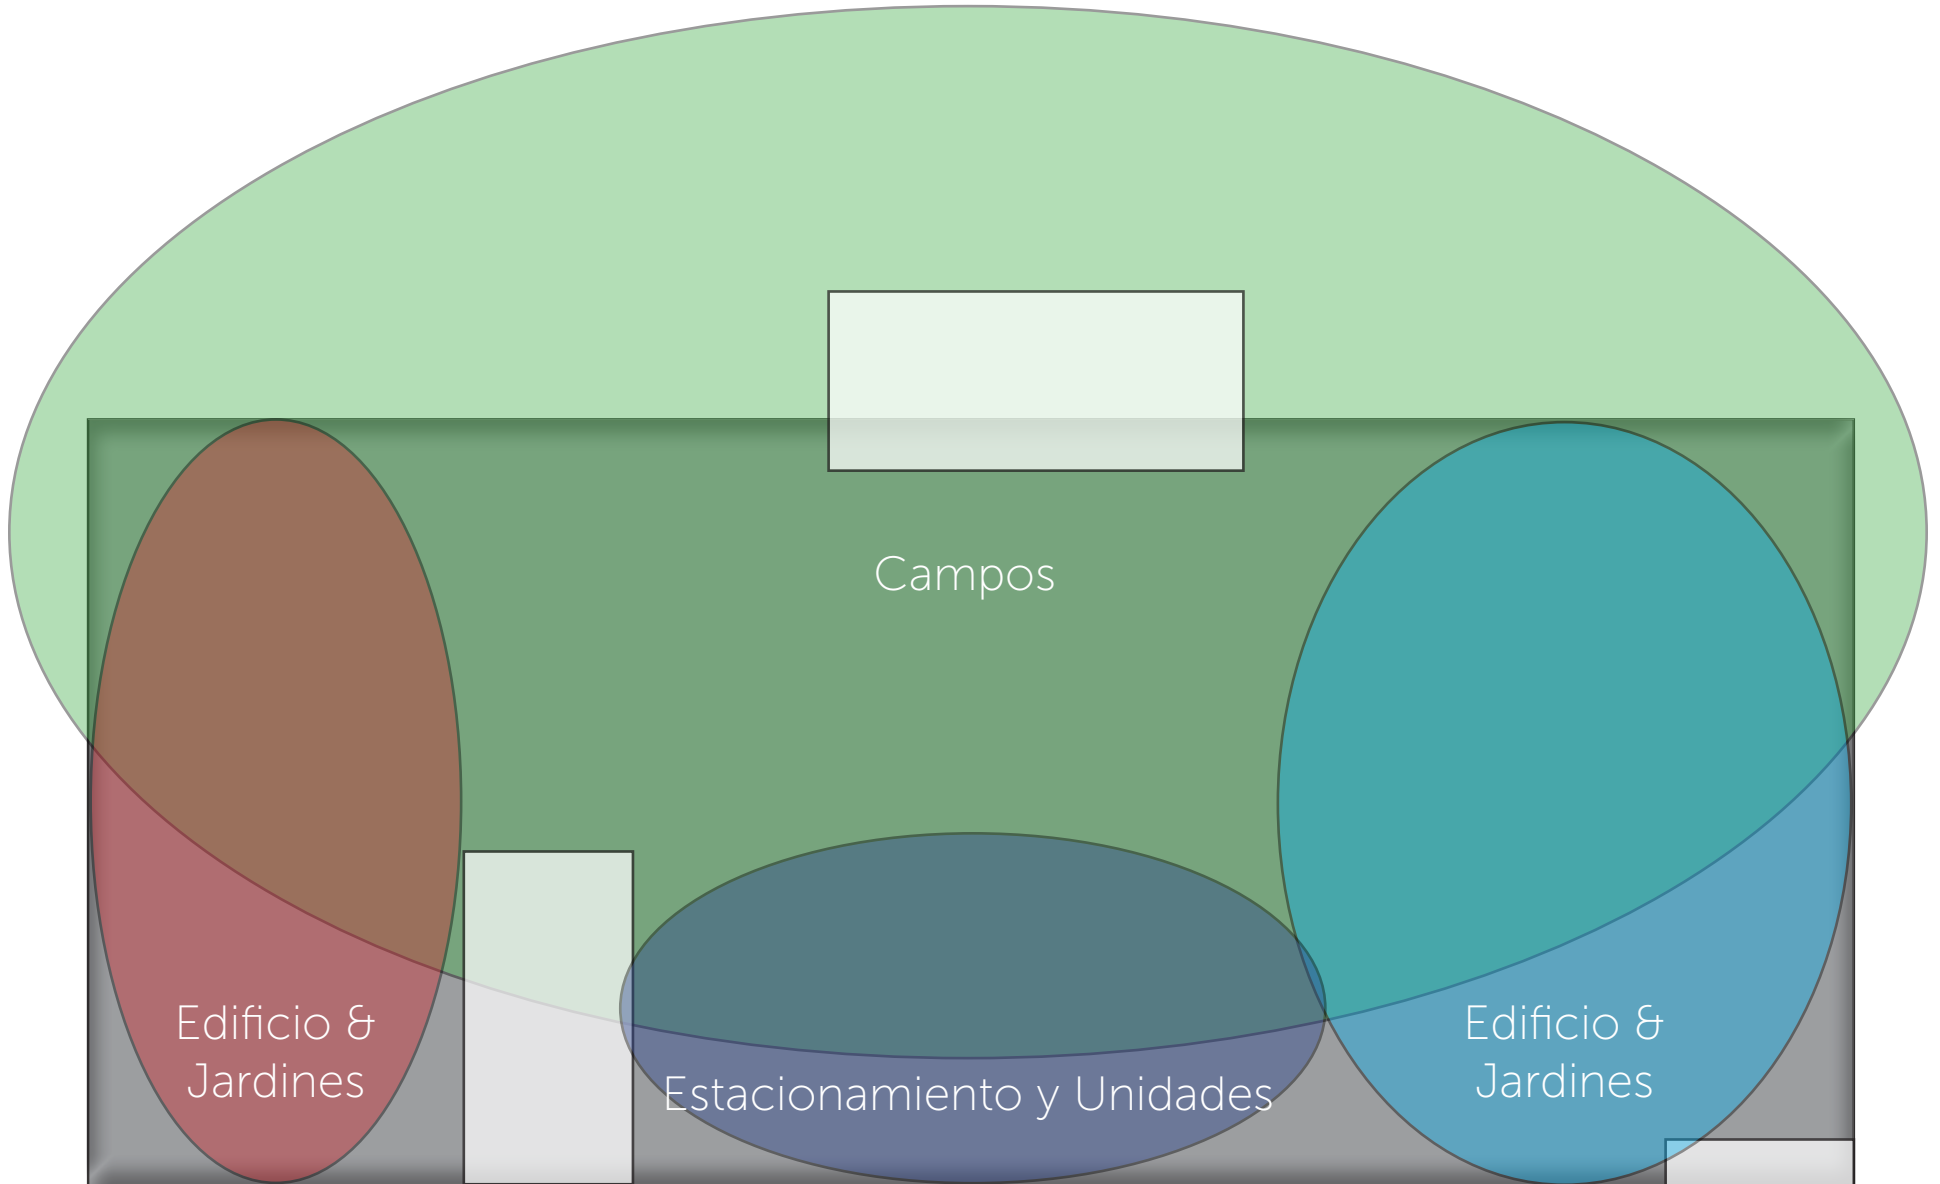 Campos
Edificio &
Jardines
Estacionamiento y Unidades
Edificio &
Jardines